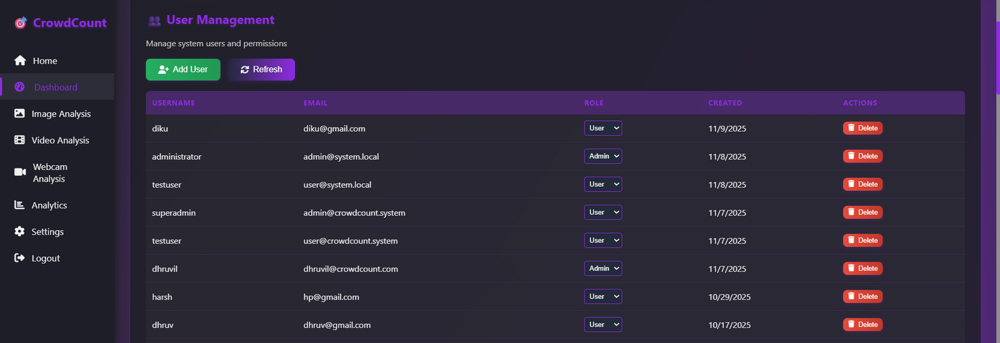 CrowdCount
Home
Dashboard
Image Analysis
Video Analysis
Webcam
Analysis
Analytics
Settings
Logout
User Management
Manage system users and permissions
Add User Refresh
USERNAME EMAIL ROLE CREATED ACTIONS
diku diku@gmail.com User 11/9/2025 Delete
administrator admin@system.local Admin 11/8/2025 Delete
testuser user@system.local User 11/8/2025 Delete
superadmin admin@crowdcount.system User 11/7/2025 Delete
testuser user@crowdcount.system User 11/7/2025 Delete
dhruvil dhruvil@crowdcount.com Admin 11/7/2025 Delete
harsh hp@gmail.com User 10/29/2025 Delete
dhruv dhruv@gmail.com User 10/17/2025 Delete